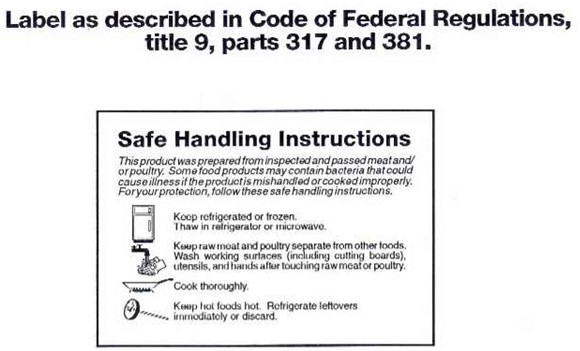 Label as described in Code of Federal Regulations,
title 9, parts 317 and 381.
Safe Handling Instructions
This product was prepared from inspected and passed meat and/
or poultry. Some food products may contain bacteria that could
cause illness if the product is mishandled or cooked improperly.
For your protection, follow these safe handling instructions.
Keep refrigerated or frozen.
Thaw in refrigerator or microwave.
Keep raw meat and poultry separate from other foods.
Wash working surfaces (including cutting boards),
utensils, and hands after touching raw meat or poultry.
Cook thoroughly.
Keep hot foods hot. Refrigerate leftovers
immediately or discard.